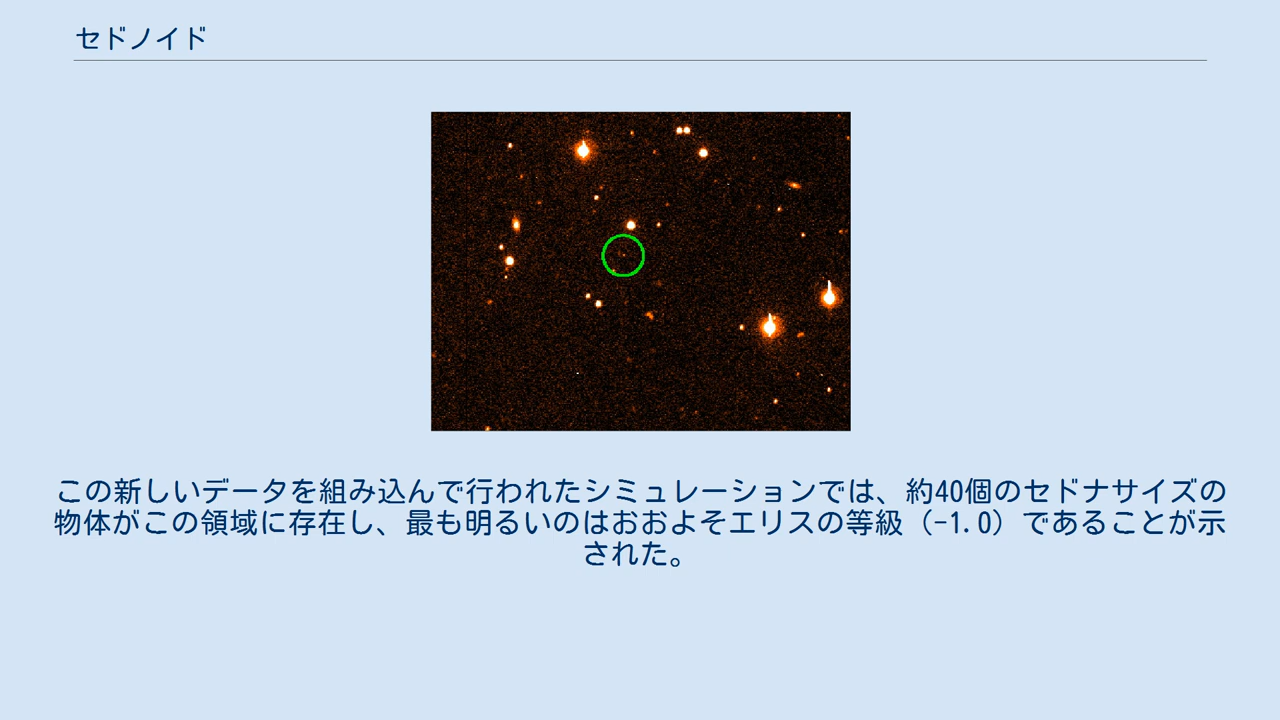 セドノイド
この新しいデータを組み込んで行われたシミュレーションでは、約40個のセドナサイズの
物体がこの領域に存在し、最も明るいのはおおよそエリスの等級（-1.0）であることが示
された。